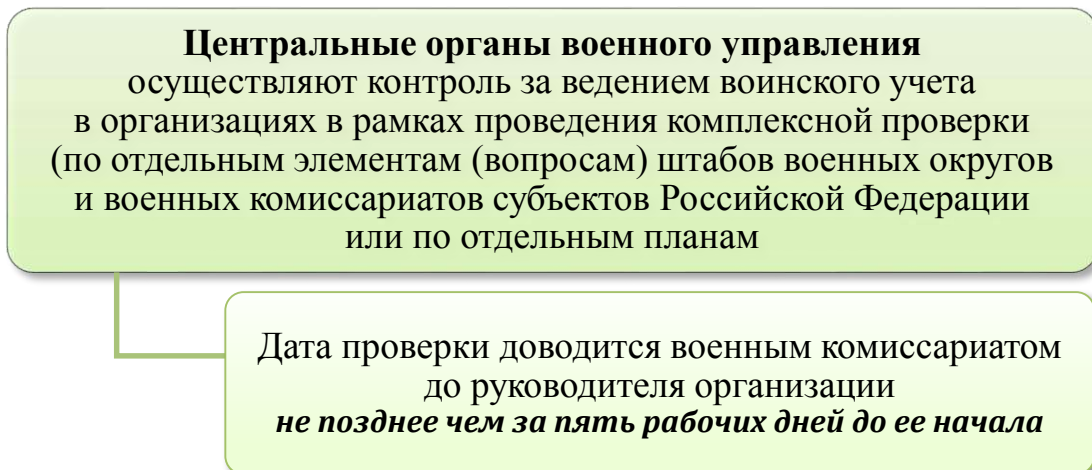 Центральные органы военного управления
осуществляют контроль за ведением воинского учета
в организациях в рамках проведения комплексной проверки
(по отдельным элементам (вопросам) штабов военных округов
и военных комиссариатов субъектов Российской Федерации
или по отдельным планам
Дата проверки доводится военным комиссариатом
до руководителя организации
не позднее чем за пять рабочих дней до ее начала